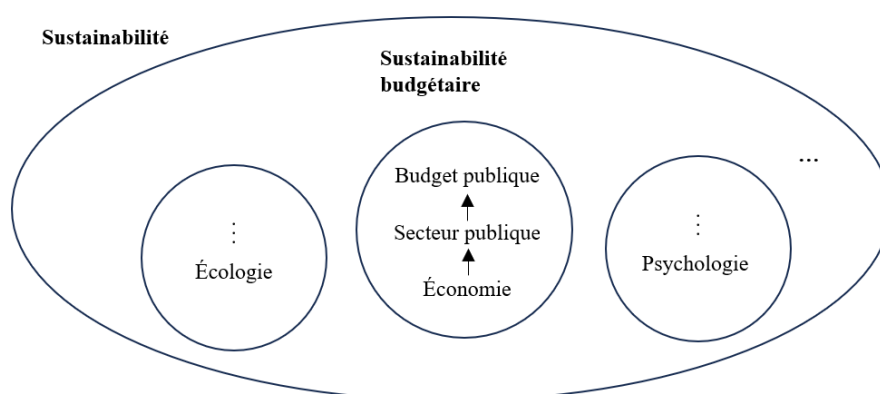 Sustainabilité
Sustainabilité
budgétaire
...
Budget publique
Secteur publique
Économie
⋮
Écologie
⋮
Psychologie